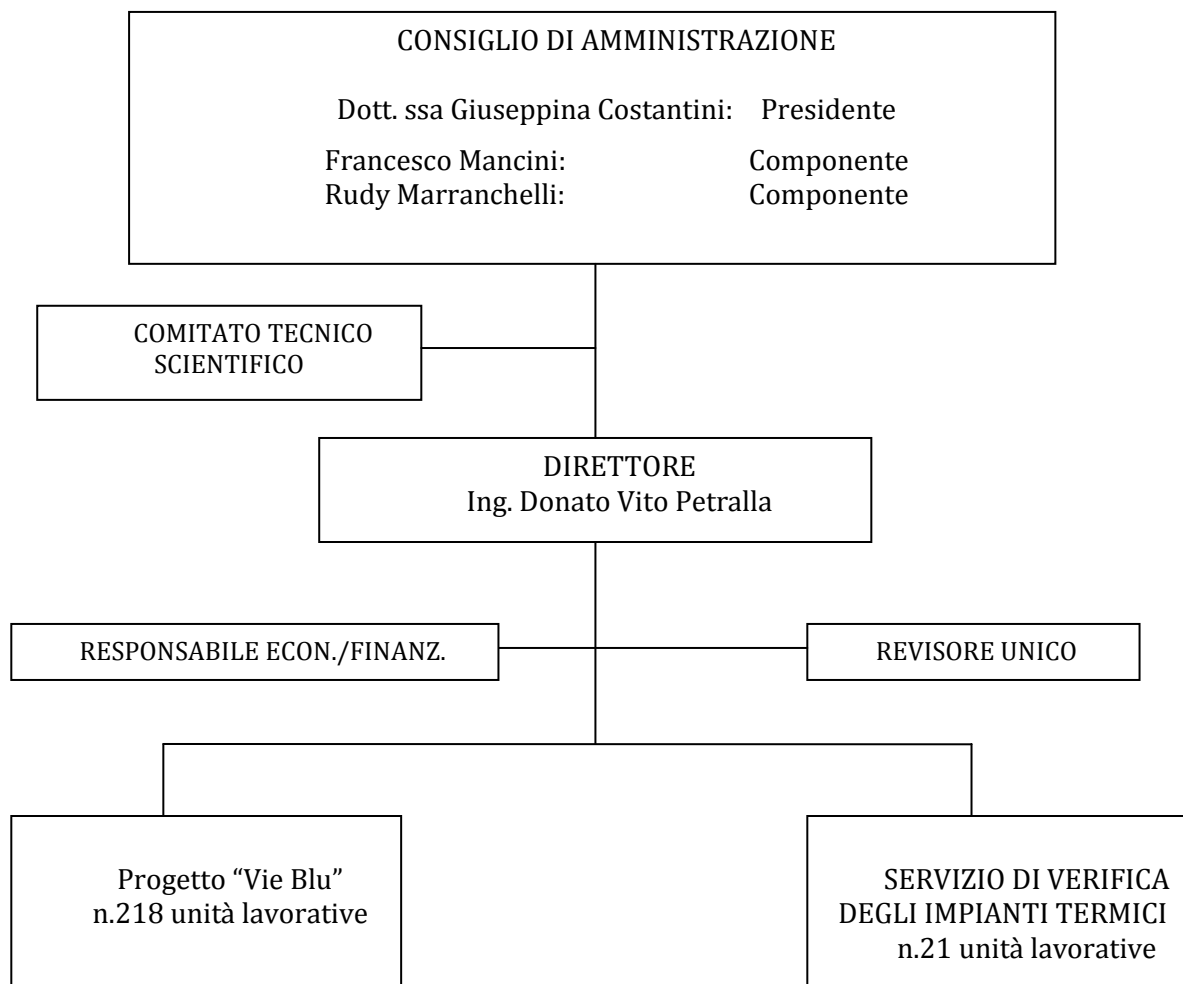 CONSIGLIO DI AMMINISTRAZIONE
Dott. ssa Giuseppina Costantini: Presidente
Francesco Mancini: Componente
Rudy Marranchelli: Componente
COMITATO TECNICO
SCIENTIFICO
DIRETTORE
Ing. Donato Vito Petralla
RESPONSABILE ECON./FINANZ.
REVISORE UNICO
Progetto “Vie Blu”
n.218 unità lavorative
SERVIZIO DI VERIFICA
DEGLI IMPIANTI TERMICI
n.21 unità lavorative